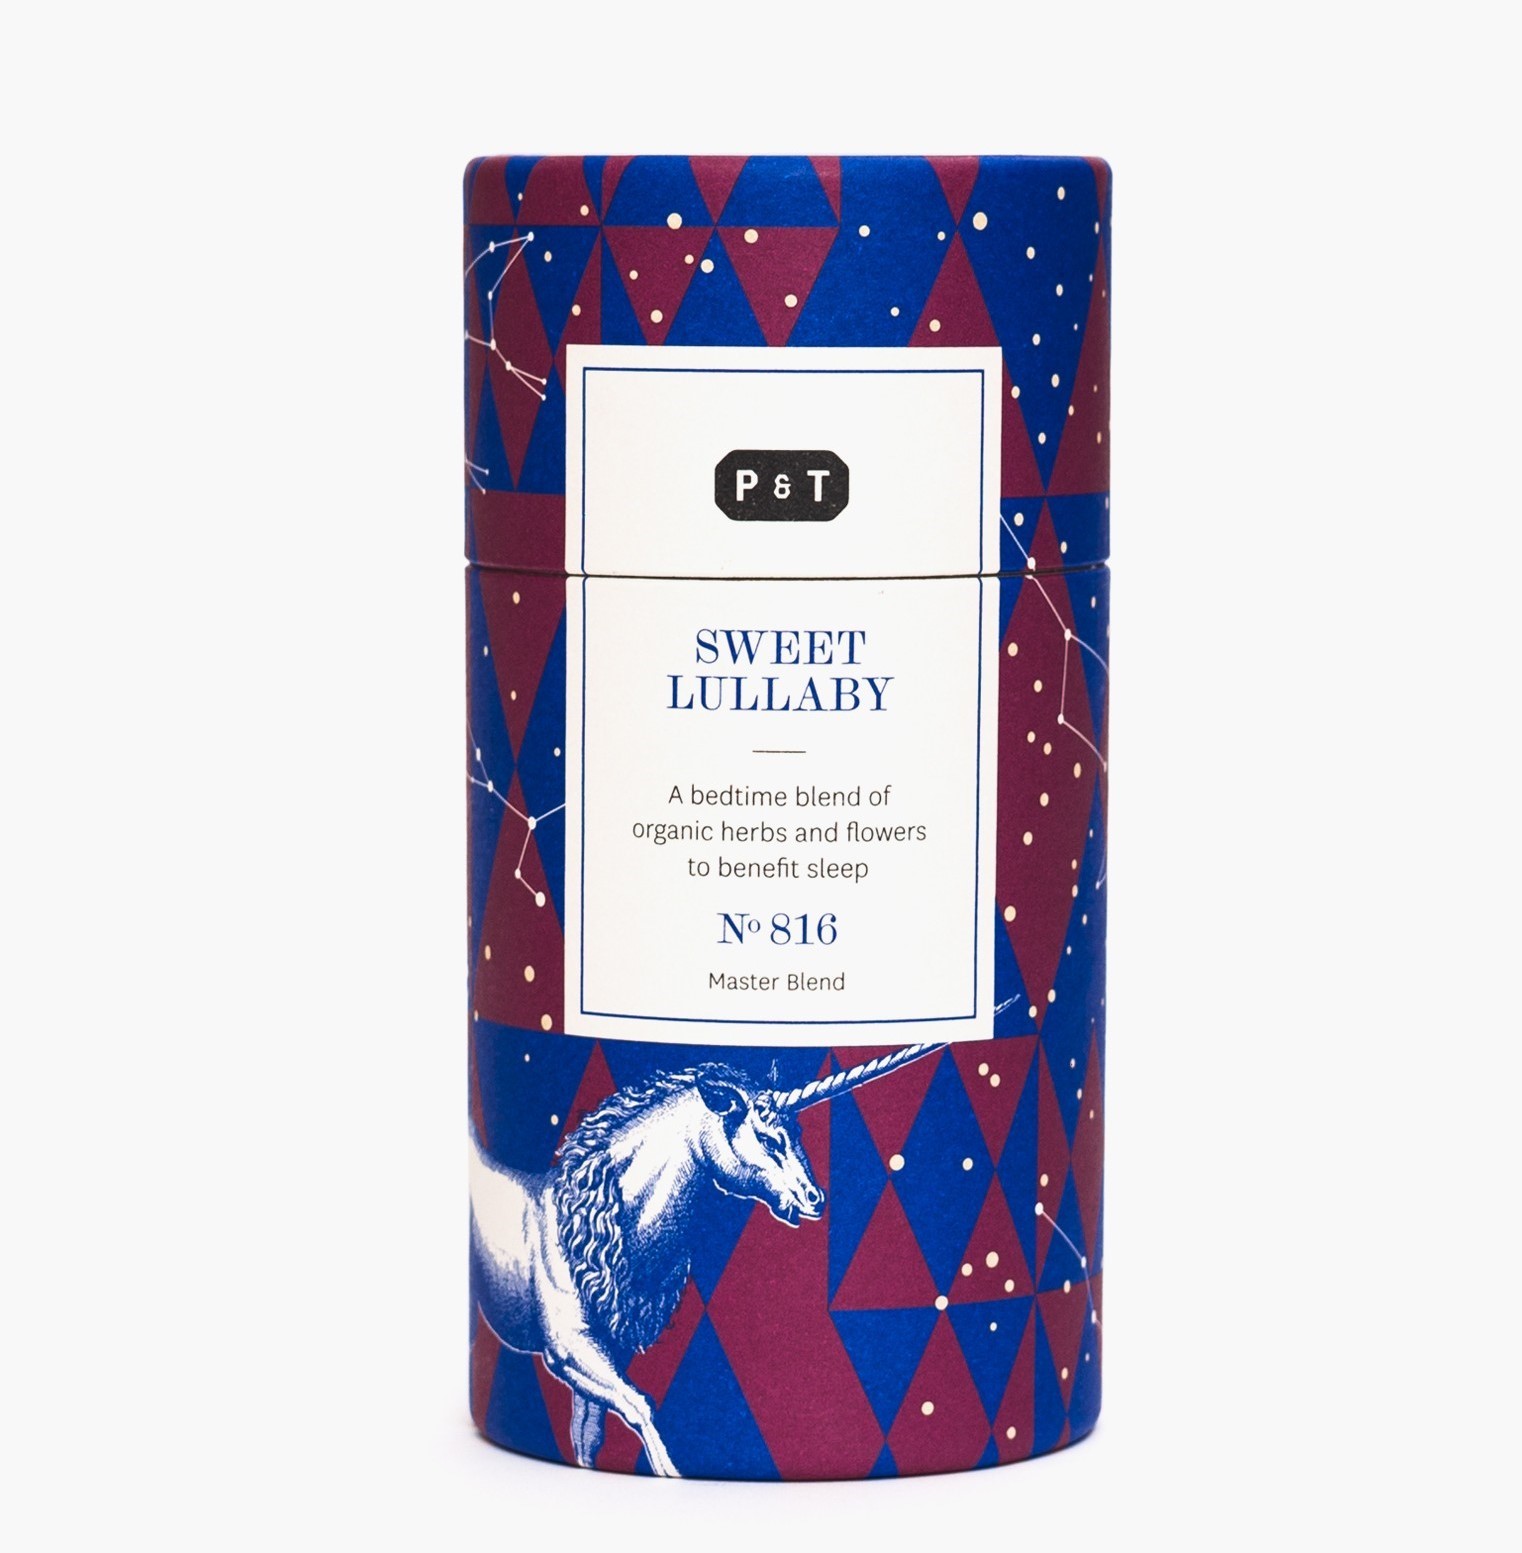 P & T
SWEET
LULLABY
A bedtime blend of
organic herbs and flowers
to benefit sleep
Nº 816
Master Blend